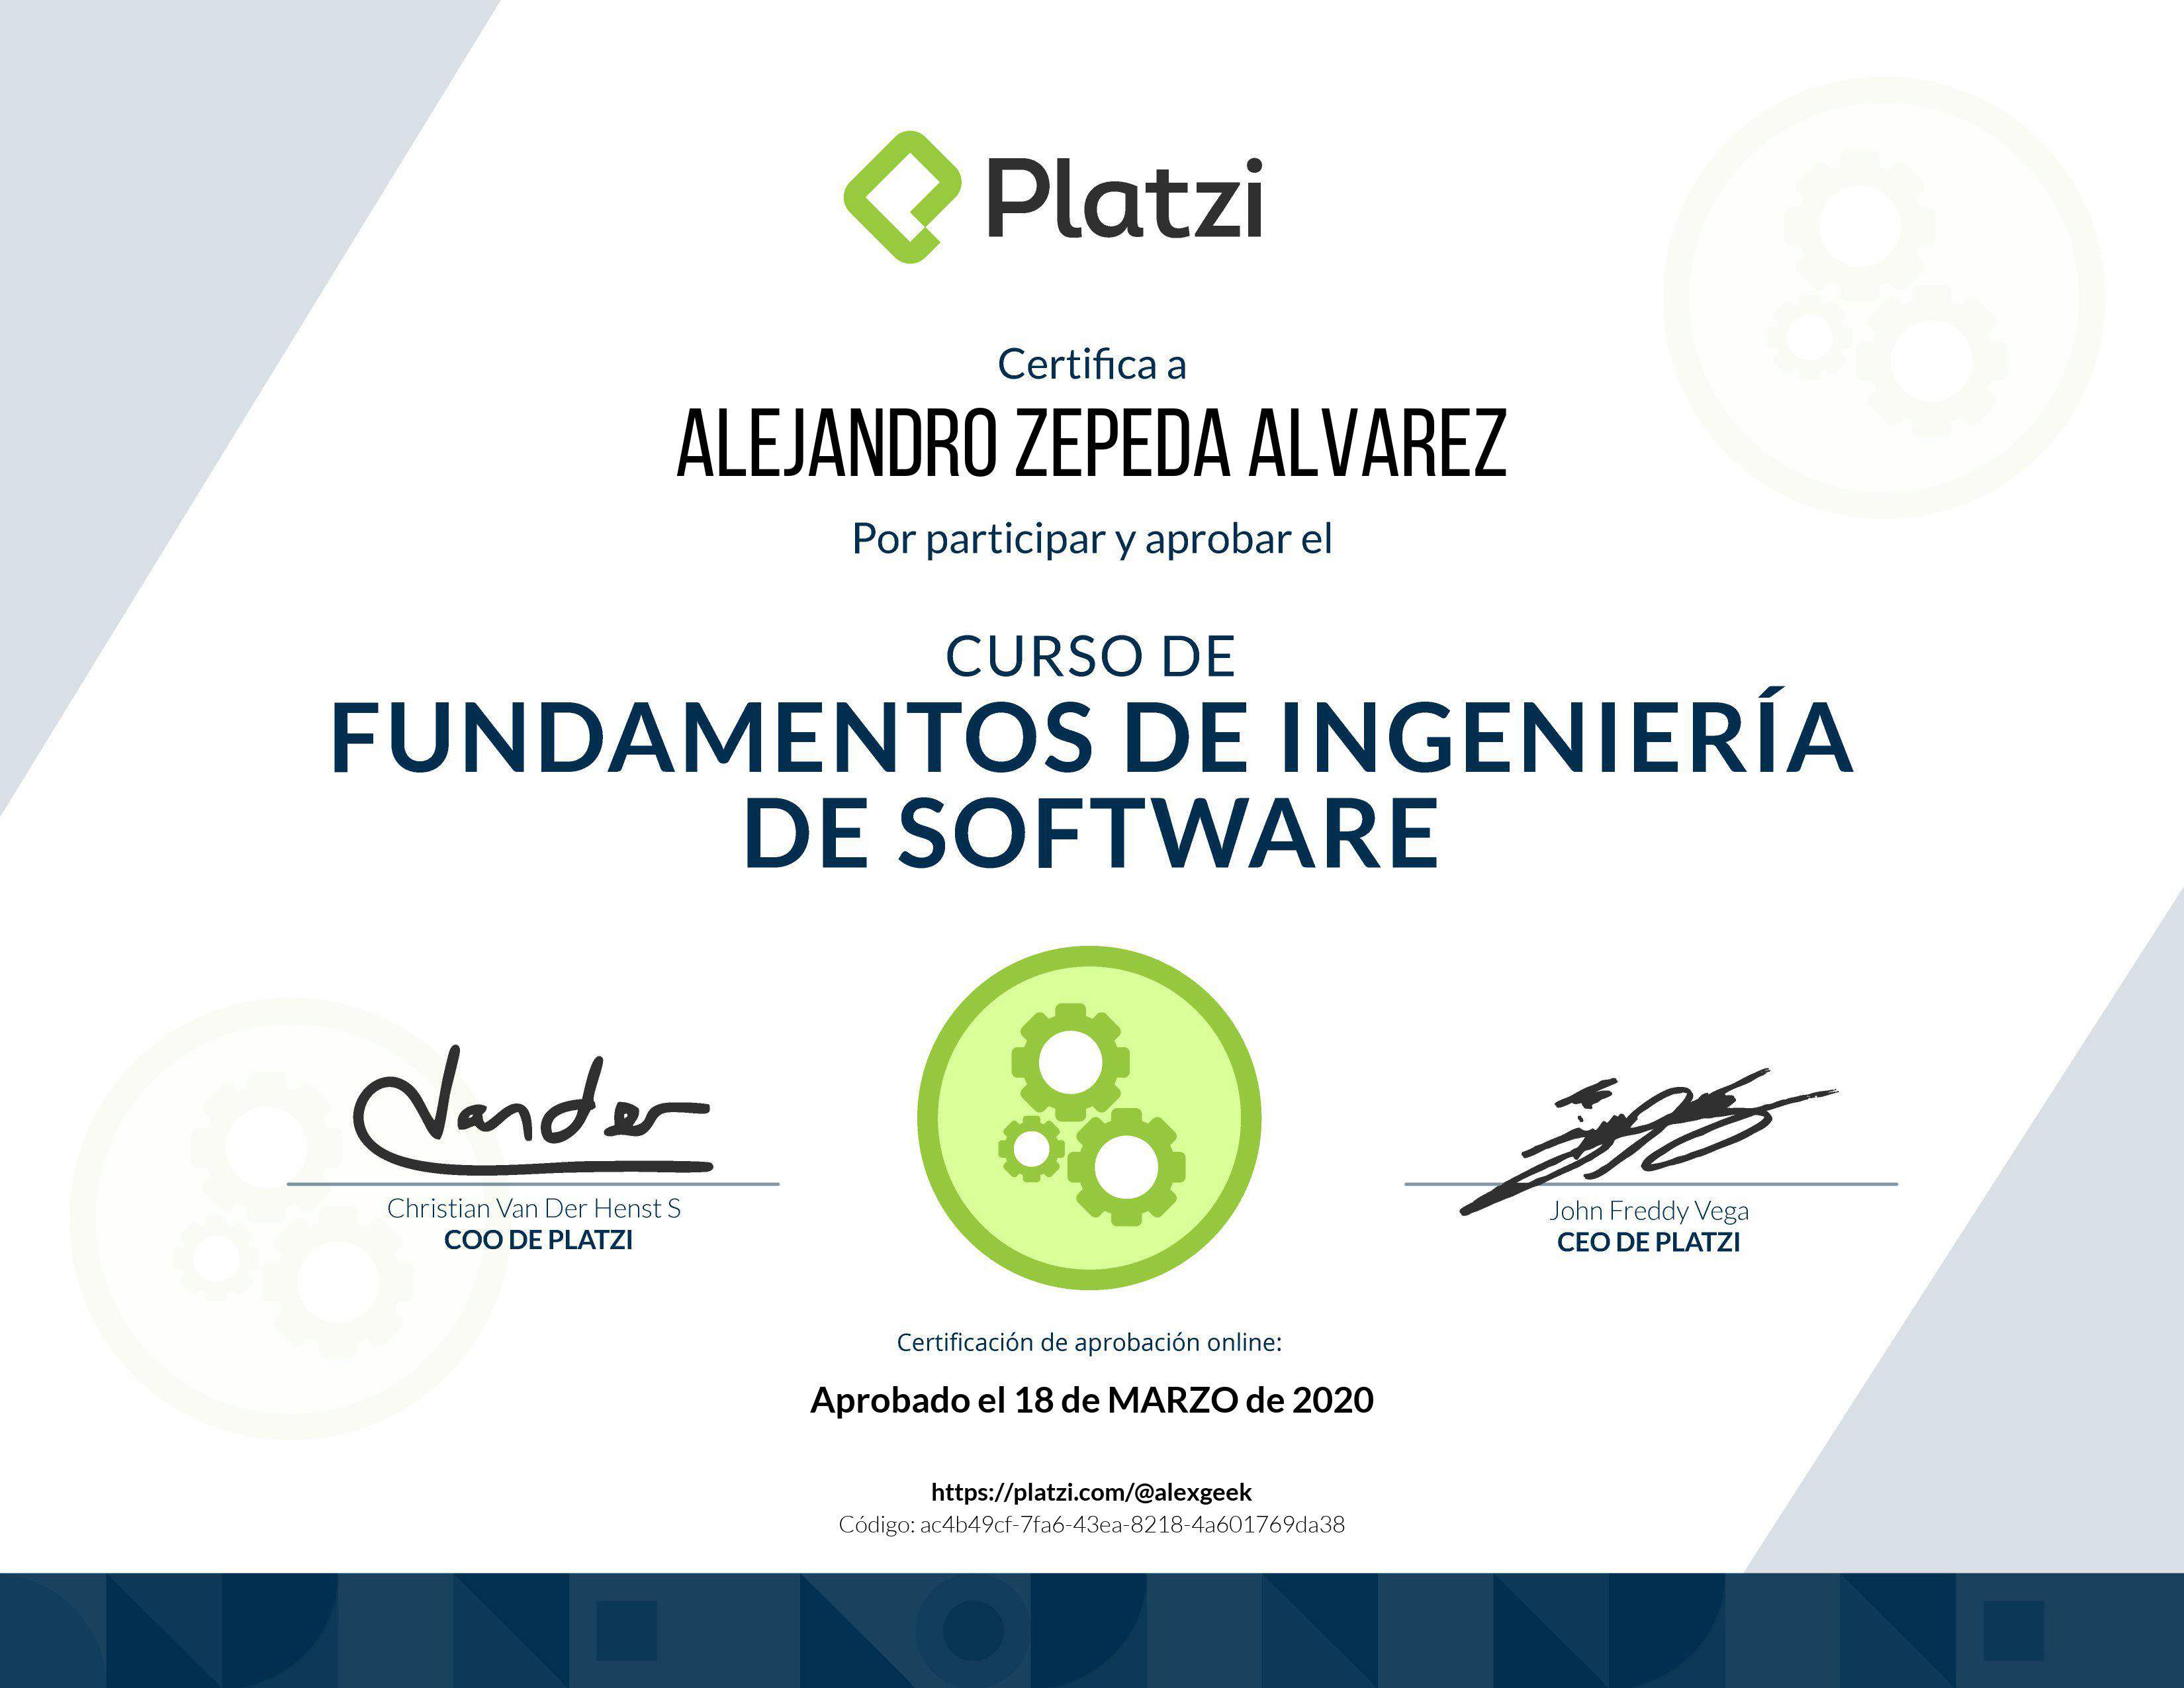 Platzi
Certifica a
ALEJANDRO ZEPEDA ALVAREZ
Por participar y aprobar el
CURSO DE
FUNDAMENTOS DE INGENIERÍA
DE SOFTWARE
Vander
Christian Van Der Henst S
COO DE PLATZI
John Freddy Vega
CEO DE PLATZI
Certificación de aprobación online:
Aprobado el 18 de MARZO de 2020
https://platzi.com/@alexgeek
Código: ac4b49cf-7fa6-43ea-8218-4a601769da38